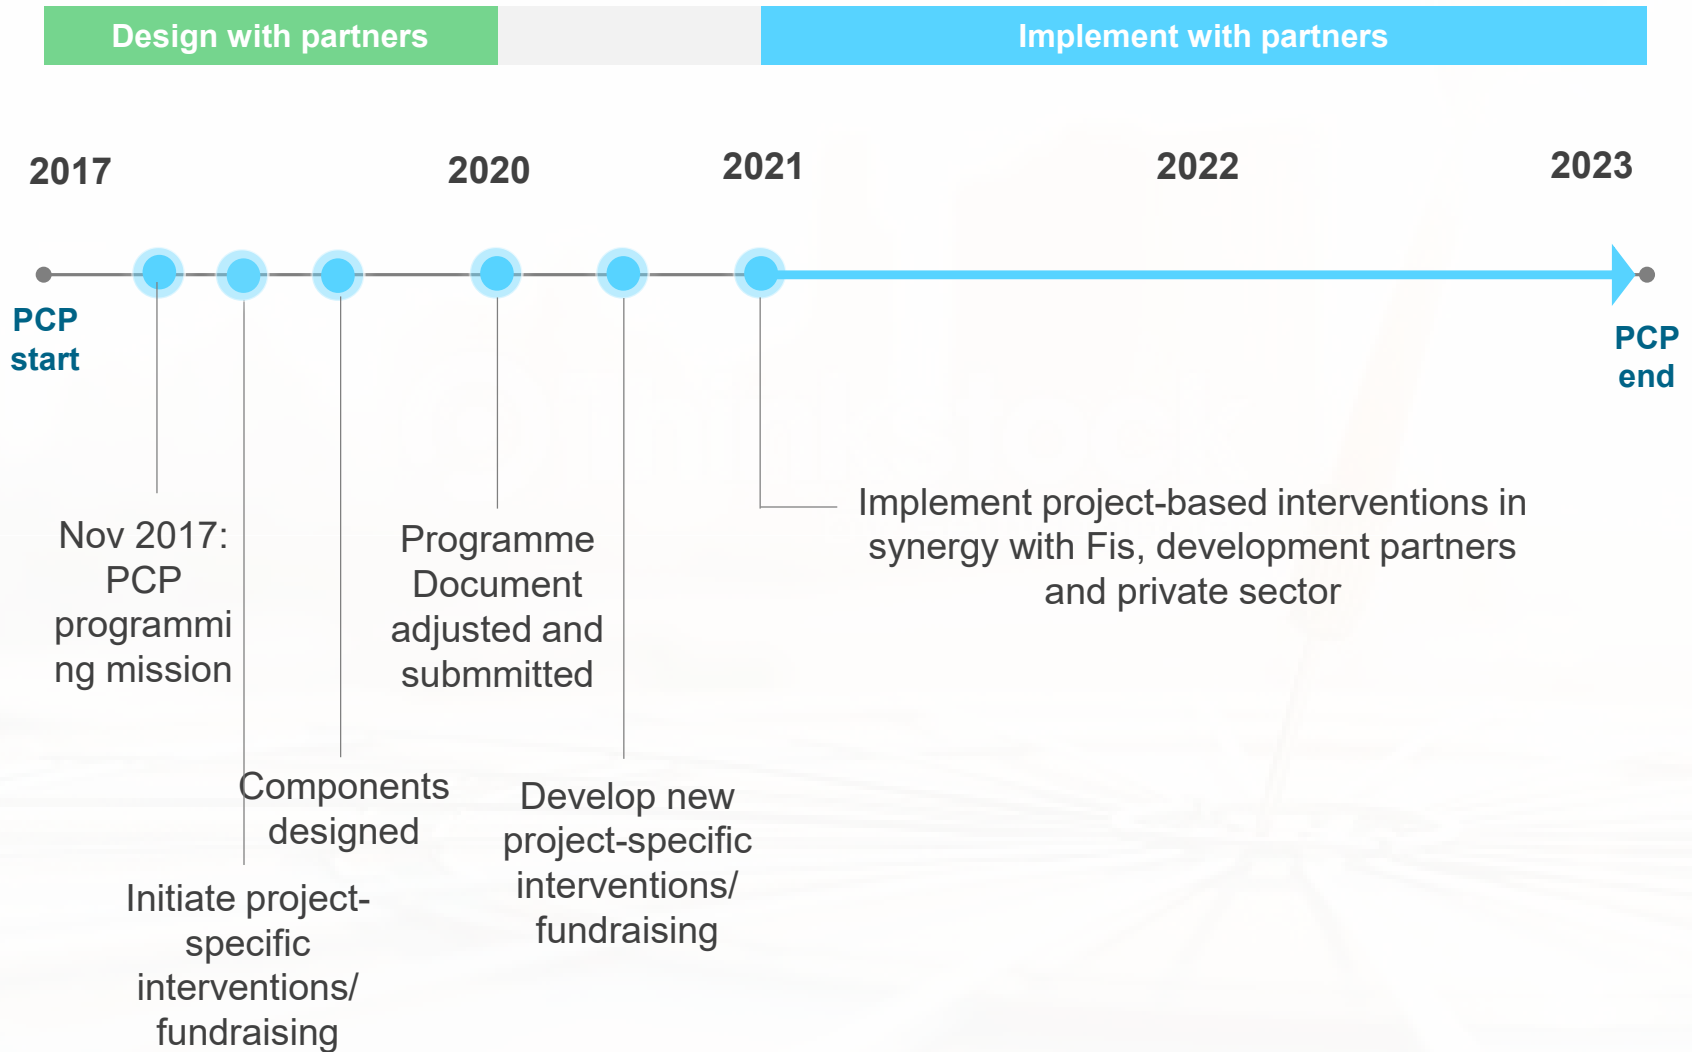 Design with partners
Implement with partners
2017
2020
2021
2022
2023
PCP
start
PCP
end
Nov 2017:
PCP
programmi
ng mission
Programme
Document
adjusted and
submmitted
Implement project-based interventions in
synergy with Fis, development partners
and private sector
Components
designed
Develop new
project-specific
interventions/
fundraising
Initiate project-
specific
interventions/
fundraising